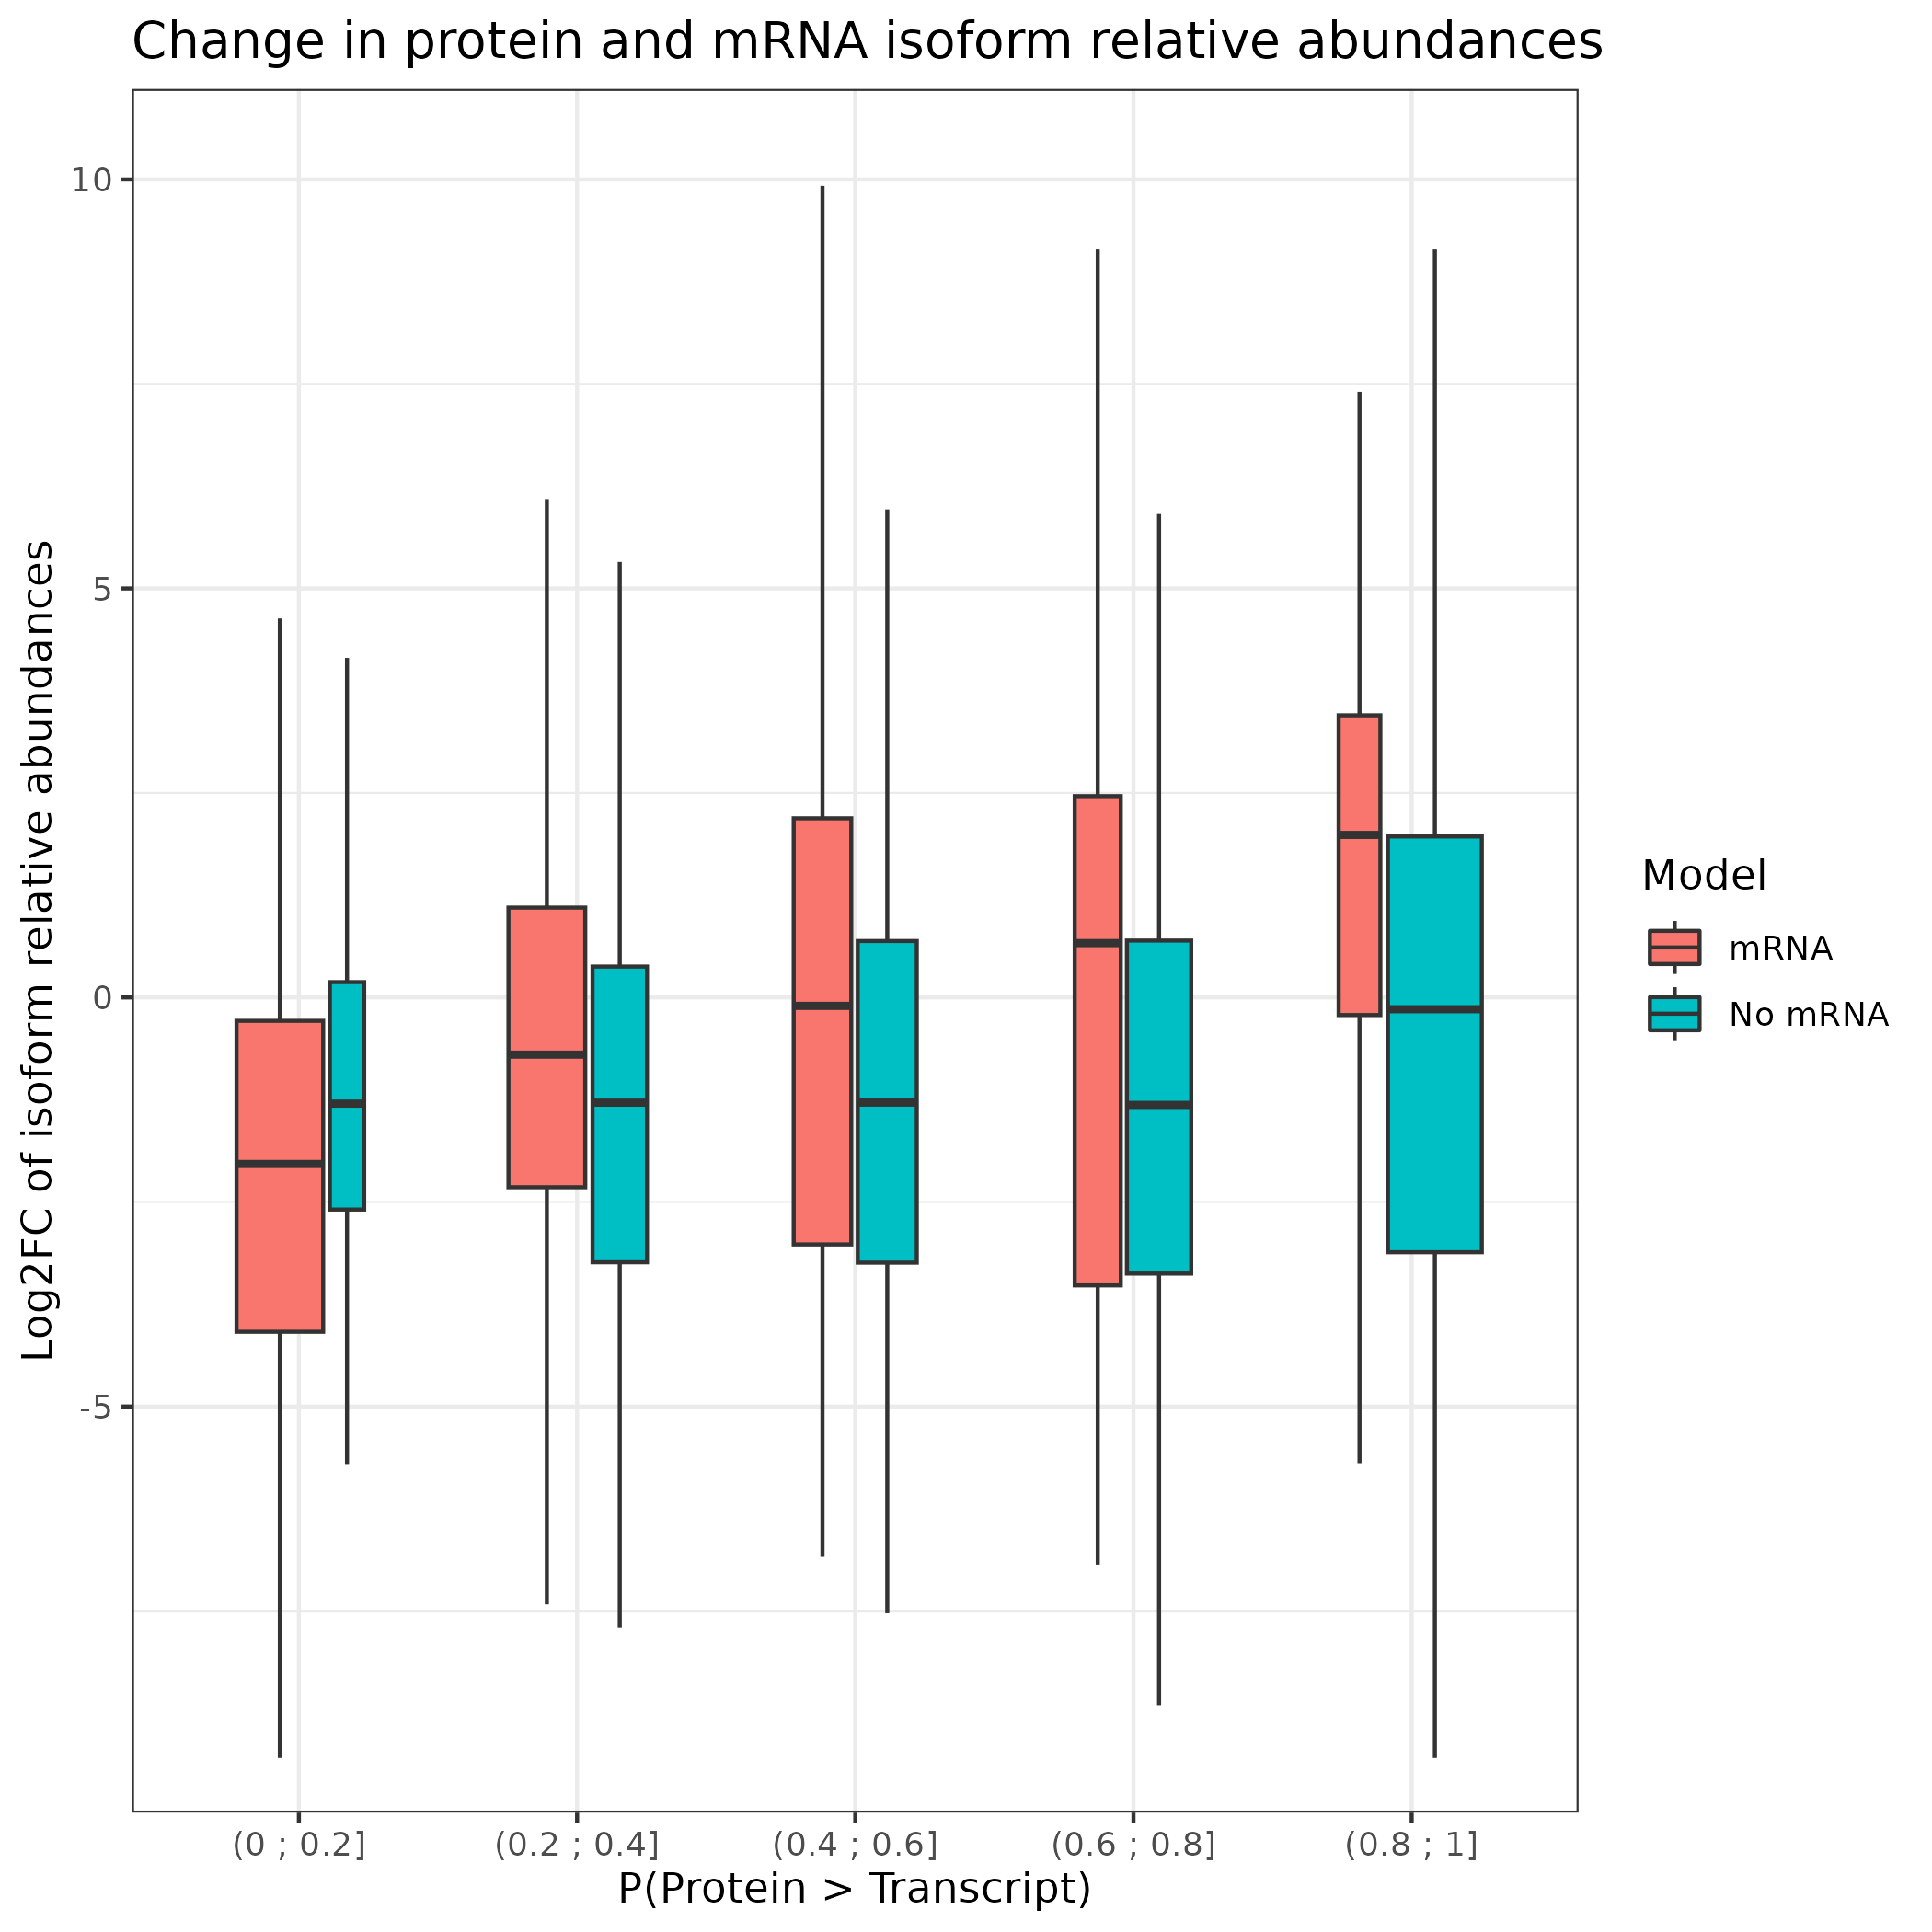 Change in protein and mRNA isoform relative abundances
Log2FC of isoform relative abundances
10
5
0
-5
(0 ; 0.2]
(0.2 ; 0.4]
(0.4 ; 0.6]
(0.6 ; 0.8]
(0.8 ; 1]
P(Protein > Transcript)
Model
mRNA
No mRNA